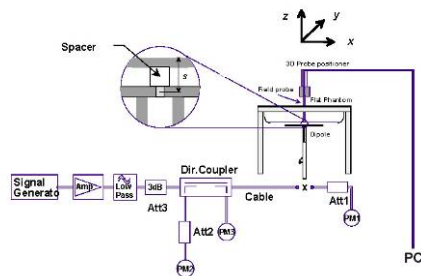 z
y
x
Spacer
s
3D Probe positioner
Field probe
Flat Phantom
Dipole
Dir.Coupler
Signal
Generato
Amp
Low
Pass
3dB
Att3
Cable
x
Att1
PM1
Att2
PM3
PM2
PC